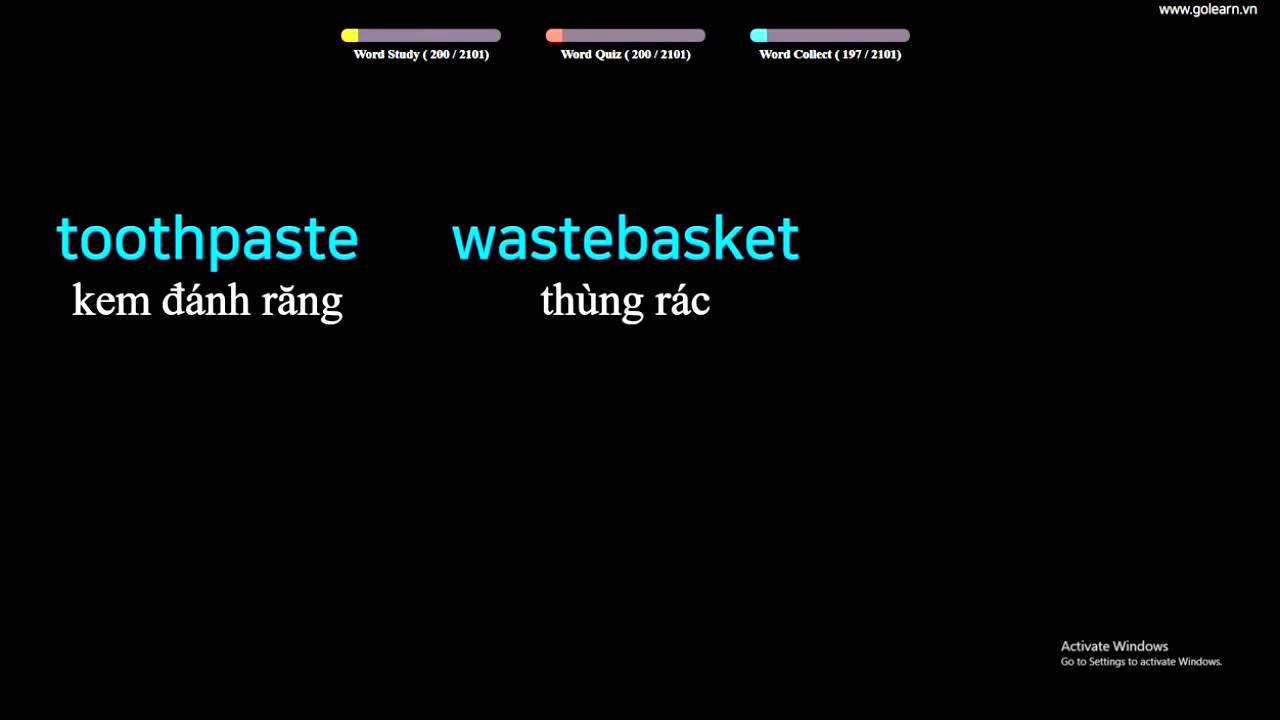 www.golearn.vn
Word Study ( 200 / 2101)
Word Quiz ( 200 / 2101)
Word Collect ( 197 / 2101)
toothpaste
kem đánh răng
wastebasket
thùng rác
Activate Windows
Go to Settings to activate Windows.